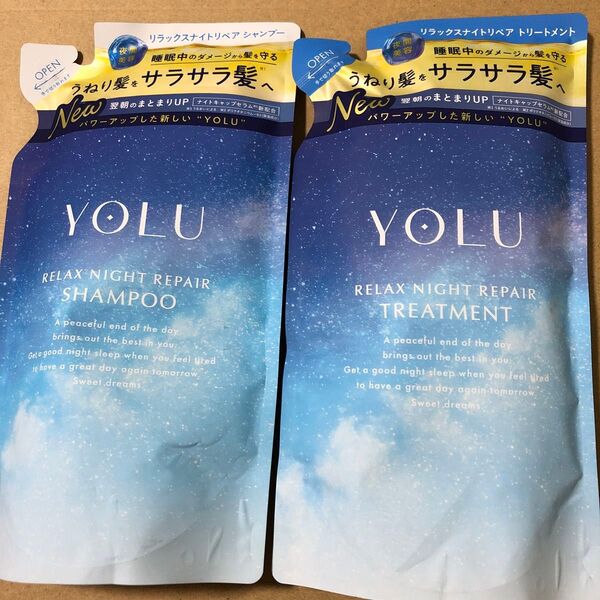 リラックスナイトリペア シャンプー
OPEN
夜間
美容
睡眠中のダメージから髪を守る
うねり髪をサラサラ髪へ
New
翌朝のまとまりUP
ナイトキャップセラム
新配合
パワーアップした新しい "YOLU"
YOLU
RELAX NIGHT REPAIR
SHAMPOO
A peaceful end of the day
brings out the best in you.
Get a good night sleep when you feel tired
to have a great day again tomorrow.
Sweet dreams.
リラックスナイトリペア トリートメント
OPEN
夜間
美容
睡眠中のダメージから髪を守る
うねり髪をサラサラ髪へ
New
翌朝のまとまりUP
ナイトキャップセラム
新配合
パワーアップした新しい "YOLU"
YOLU
RELAX NIGHT REPAIR
TREATMENT
A peaceful end of the day
brings out the best in you.
Get a good night sleep when you feel tired
to have a great day again tomorrow.
Sweet dreams.